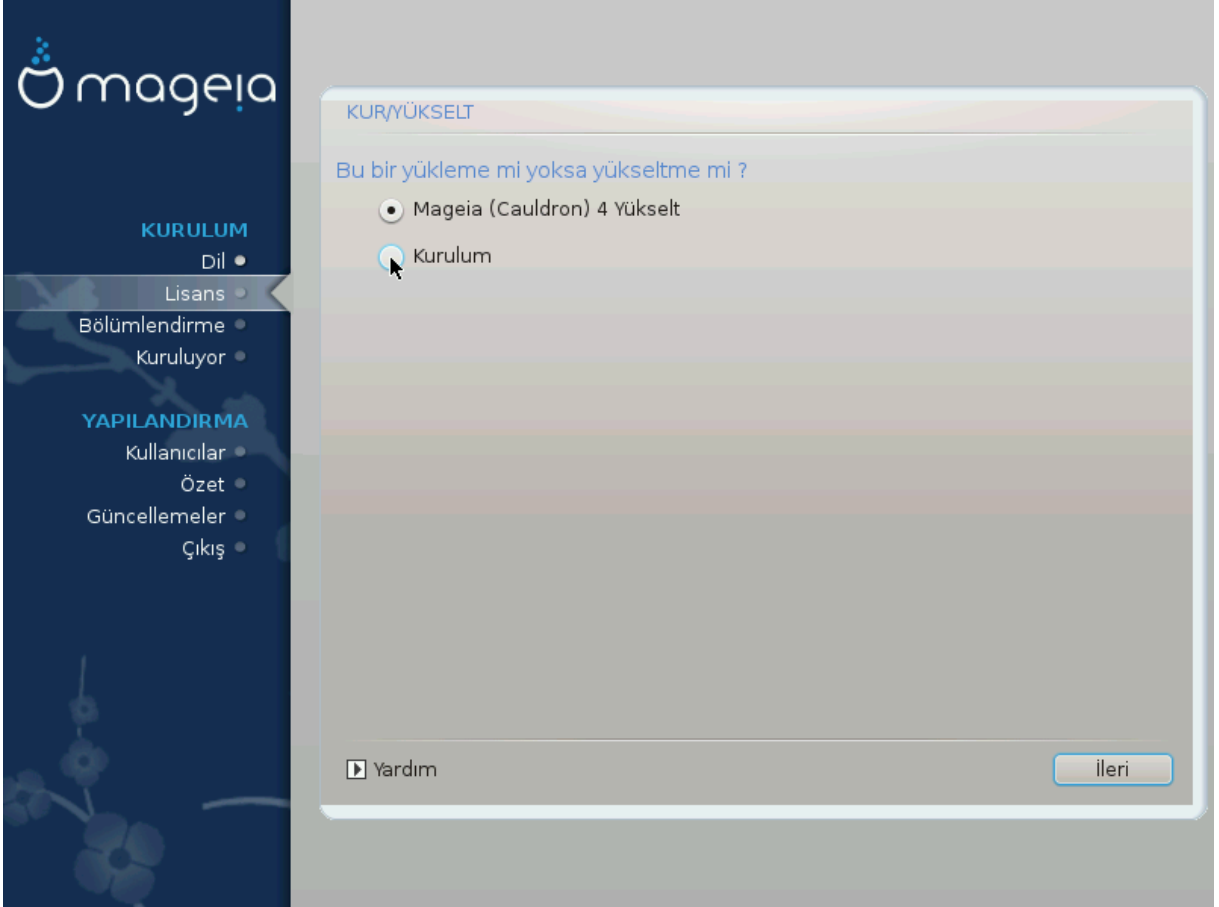 mageia
KURULUM
Dil
Lisans
Bölümlendirme
Kuruluyor
YAPILANDIRMA
Kullanıcılar
Özet
Güncellemeler
Çıkış
KUR/YÜKSELT
Bu bir yükleme mi yoksa yükseltme mi ?
Mageia (Cauldron) 4 Yükselt
Kurulum
Yardım
İleri